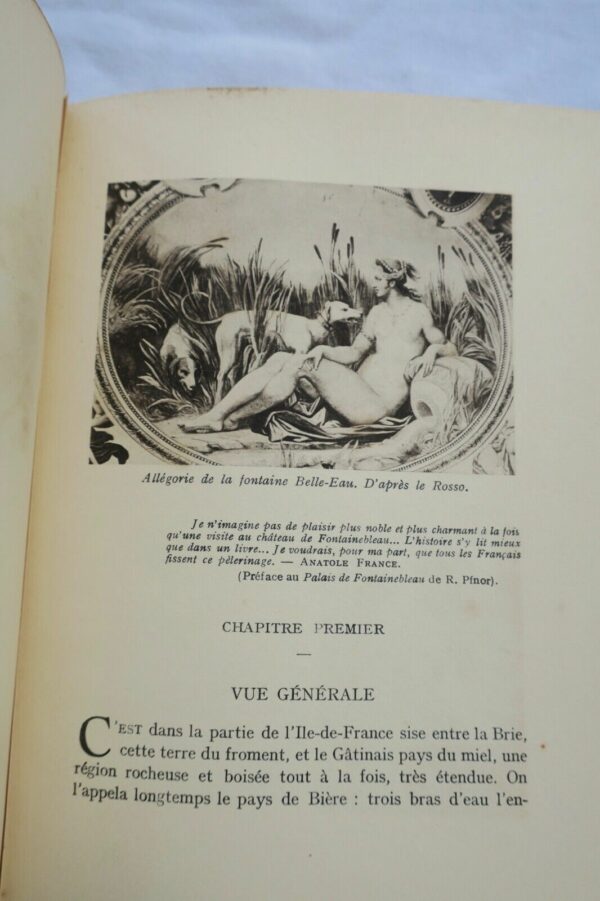 Allégorie de la fontaine Belle-Eau. D'après le Rosso.
Je n'imagine pas de plaisir plus noble et plus charmant à la fois
qu'une visite au château de Fontainebleau... L'histoire s'y lit mieux
que dans un livre... Je voudrais, pour ma part, que tous les Français
fissent ce pèlerinage. — ANATOLE FRANCE.
(Préface au Palais de Fontainebleau de R. Pfnor).
CHAPITRE PREMIER
VUE GÉNÉRALE
C'EST dans la partie de l'Ile-de-France sise entre la Brie,
cette terre du froment, et le Gâtinais pays du miel, une
région rocheuse et boisée tout à la fois, très étendue. On
l'appela longtemps le pays de Bière : trois bras d'eau l'en-